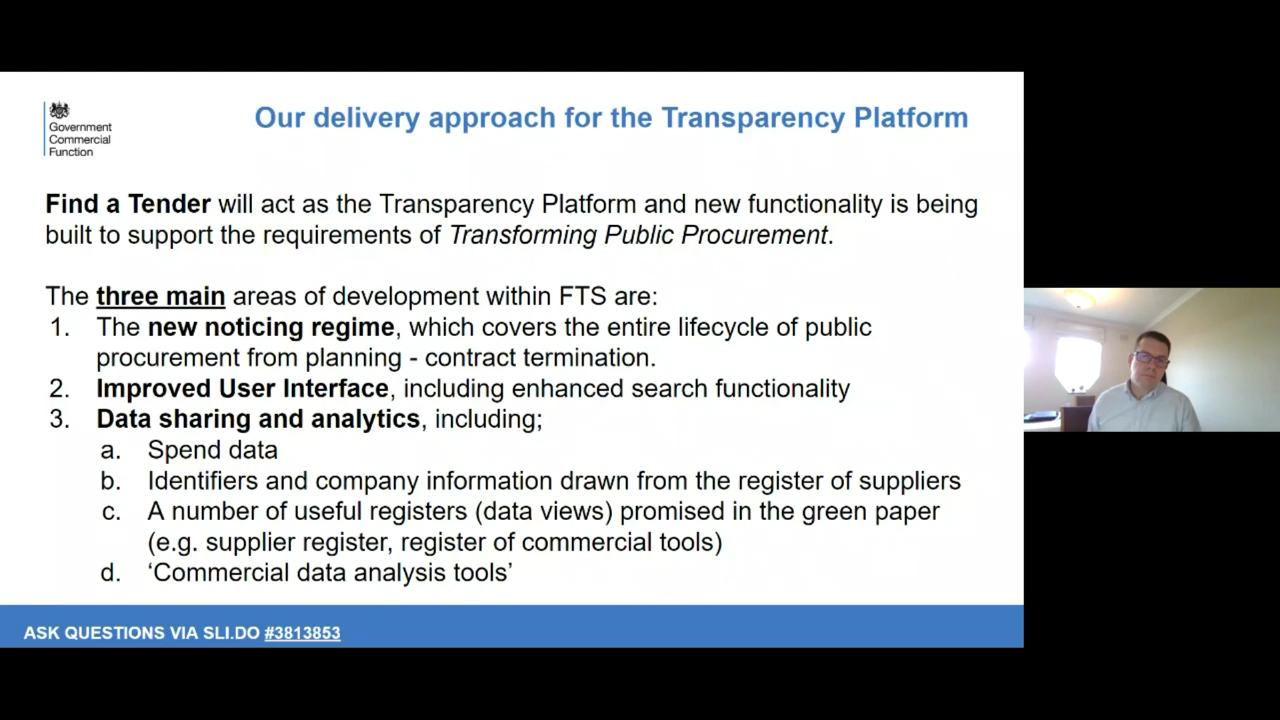 Government
Commercial
Function
Our delivery approach for the Transparency Platform
Find a Tender will act as the Transparency Platform and new functionality is being
built to support the requirements of Transforming Public Procurement.
The three main areas of development within FTS are:
1. The new noticing regime, which covers the entire lifecycle of public
procurement from planning - contract termination.
2. Improved User Interface, including enhanced search functionality
3. Data sharing and analytics, including;
a. Spend data
b. Identifiers and company information drawn from the register of suppliers
c. A number of useful registers (data views) promised in the green paper
(e.g. supplier register, register of commercial tools)
d. ‘Commercial data analysis tools’
ASK QUESTIONS VIA SLI.DO #3813853